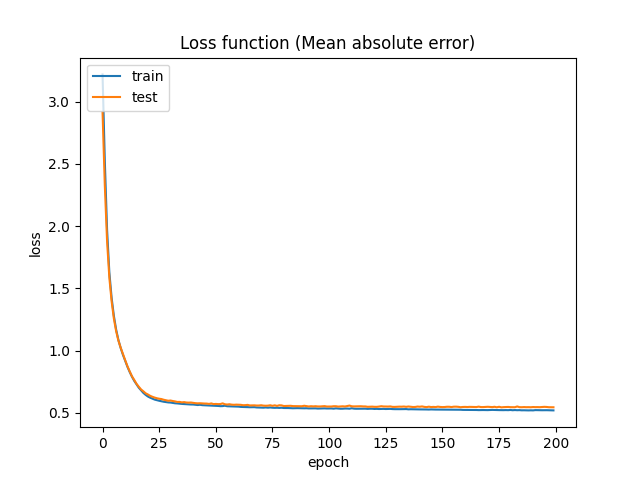 Loss function (Mean absolute error)
train
test
3.0
2.5
2.0
1.5
1.0
0.5
loss
0 25 50 75 100 125 150 175 200
epoch